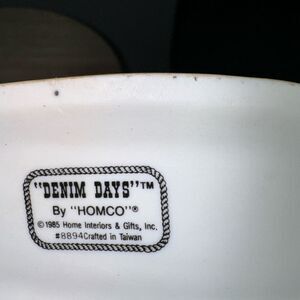 "DENIM DAYS"™
By "HOMCO"®
©1985 Home Interiors & Gifts, Inc.
#8894 Crafted in Taiwan